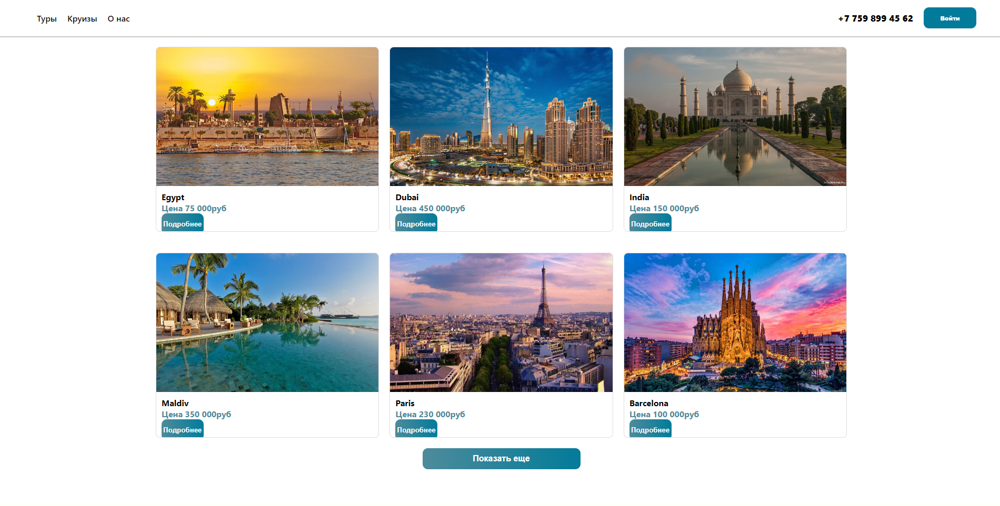 Туры Круизы О нас +7 759 899 45 62 Войти
Egypt
Цена 75 000руб
Подробнее
Dubai
Цена 450 000руб
Подробнее
India
Цена 150 000руб
Подробнее
Maldiv
Цена 350 000руб
Подробнее
Paris
Цена 230 000руб
Подробнее
Barcelona
Цена 100 000руб
Подробнее
Показать еще